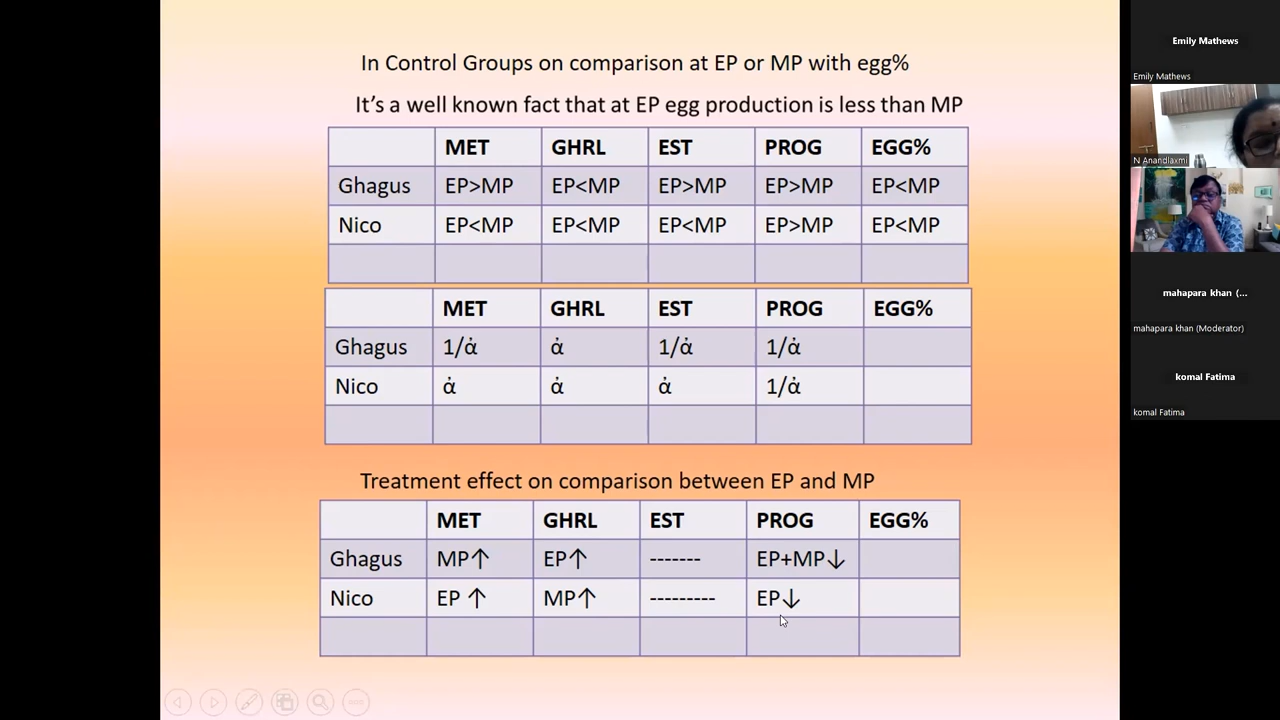 In Control Groups on comparison at EP or MP with egg%
It's a well known fact that at EP egg production is less than MP
MET GHRL EST PROG EGG%
Ghagus EP>MP EP<MP EP>MP EP>MP EP<MP
Nico EP<MP EP<MP EP<MP EP>MP EP<MP
MET GHRL EST PROG EGG%
Ghagus 1/ἀ ἀ 1/ἀ 1/ἀ
Nico ἀ ἀ ἀ 1/ἀ
Treatment effect on comparison between EP and MP
MET GHRL EST PROG EGG%
Ghagus MP↑ EP↑ ------- EP+MP↓
Nico EP ↑ MP↑ --------- EP↓
Emily Mathews
Emily Mathews
N Anandlaxmi
mahapara khan (...
mahapara khan (Moderator)
komal Fatima
komal Fatima